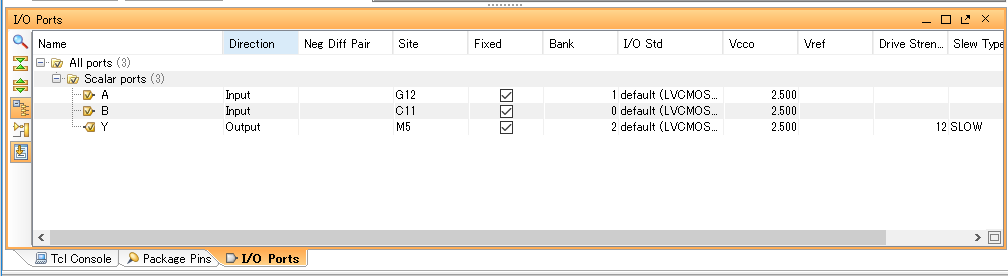 I/O Ports
Name Direction Neg Diff Pair Site Fixed Bank I/O Std Vcco Vref Drive Stren... Slew Type
All ports (3)
Scalar ports (3)
A Input G12 1 default (LVCMOS... 2.500
B Input C11 0 default (LVCMOS... 2.500
Y Output M5 2 default (LVCMOS... 2.500 12 SLOW
Tcl Console Package Pins I/O Ports